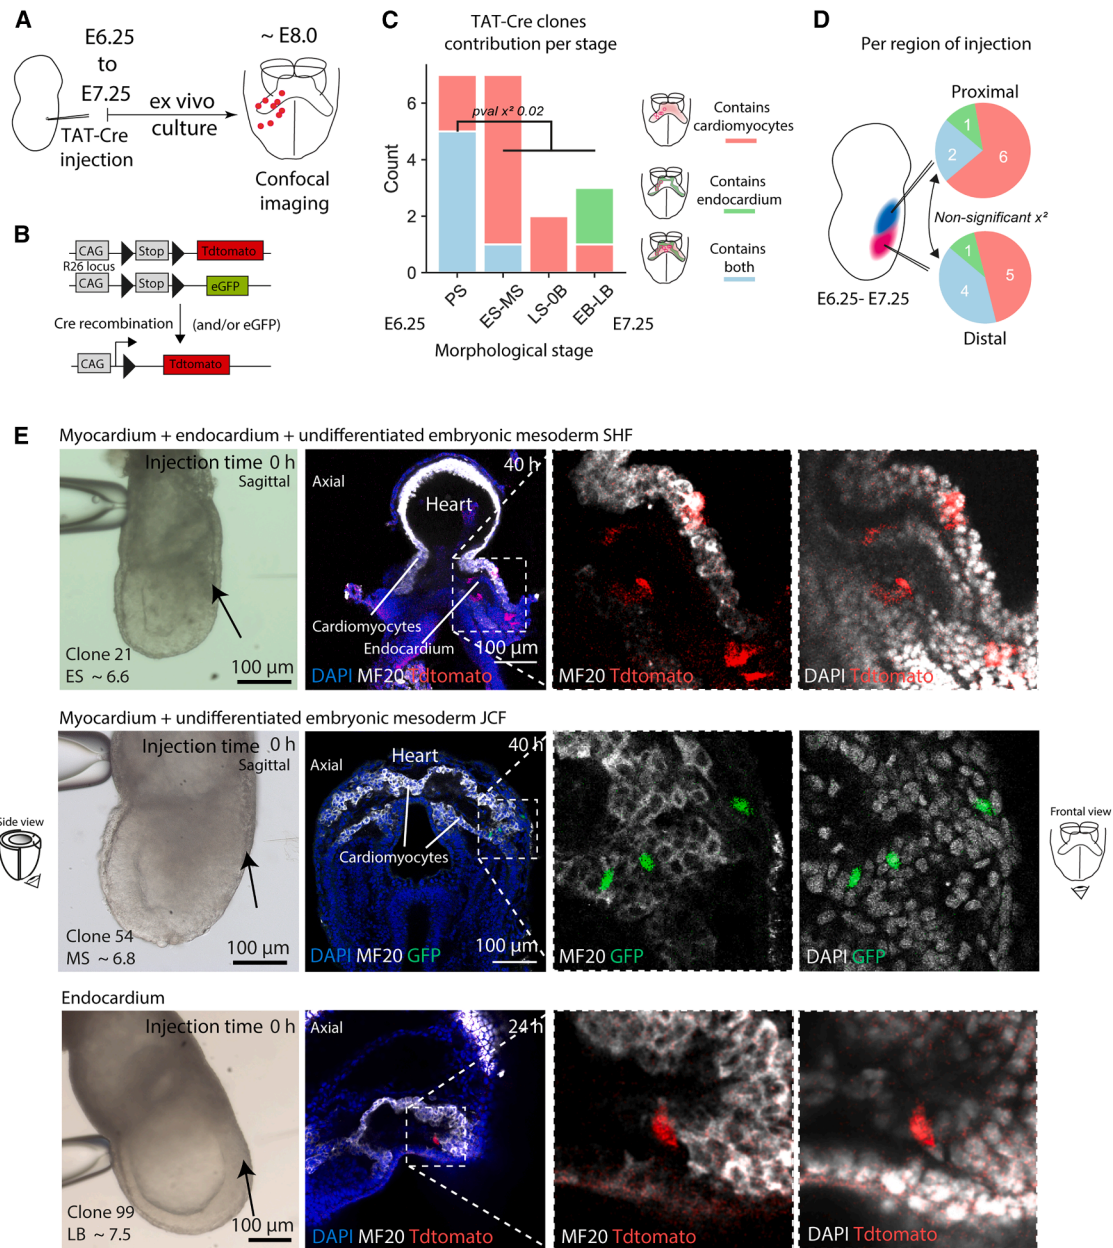 A
E6.25
to
E7.25
TAT-Cre
injection
ex vivo
culture
~ E8.0
Confocal
imaging
B
CAG
Stop
Tdtomato
R26 locus
CAG
Stop
eGFP
Cre recombination
(and/or eGFP)
CAG
Tdtomato
C
TAT-Cre clones
contribution per stage
Count
6
4
2
0
pval x² 0.02
PS
ES-MS
LS-0B
EB-LB
E6.25
E7.25
Morphological stage
Contains
cardiomyocytes
Contains
endocardium
Contains
both
D
Per region of injection
Proximal
1
2
6
Non-significant x²
1
4
5
Distal
E6.25- E7.25
E
Myocardium + endocardium + undifferentiated embryonic mesoderm SHF
Injection time 0 h
Sagittal
Clone 21
ES ~ 6.6
100 µm
Axial
40 h
Heart
Cardiomyocytes
Endocardium
100 µm
DAPI MF20 Tdtomato
MF20 Tdtomato
DAPI Tdtomato
Myocardium + undifferentiated embryonic mesoderm JCF
Side view
Injection time 0 h
Sagittal
Clone 54
MS ~ 6.8
100 µm
Axial
Heart
40 h
Cardiomyocytes
100 µm
DAPI MF20 GFP
MF20 GFP
DAPI GFP
Frontal view
Endocardium
Injection time 0 h
Clone 99
LB ~ 7.5
100 µm
Axial
24 h
DAPI MF20 Tdtomato
MF20 Tdtomato
DAPI Tdtomato